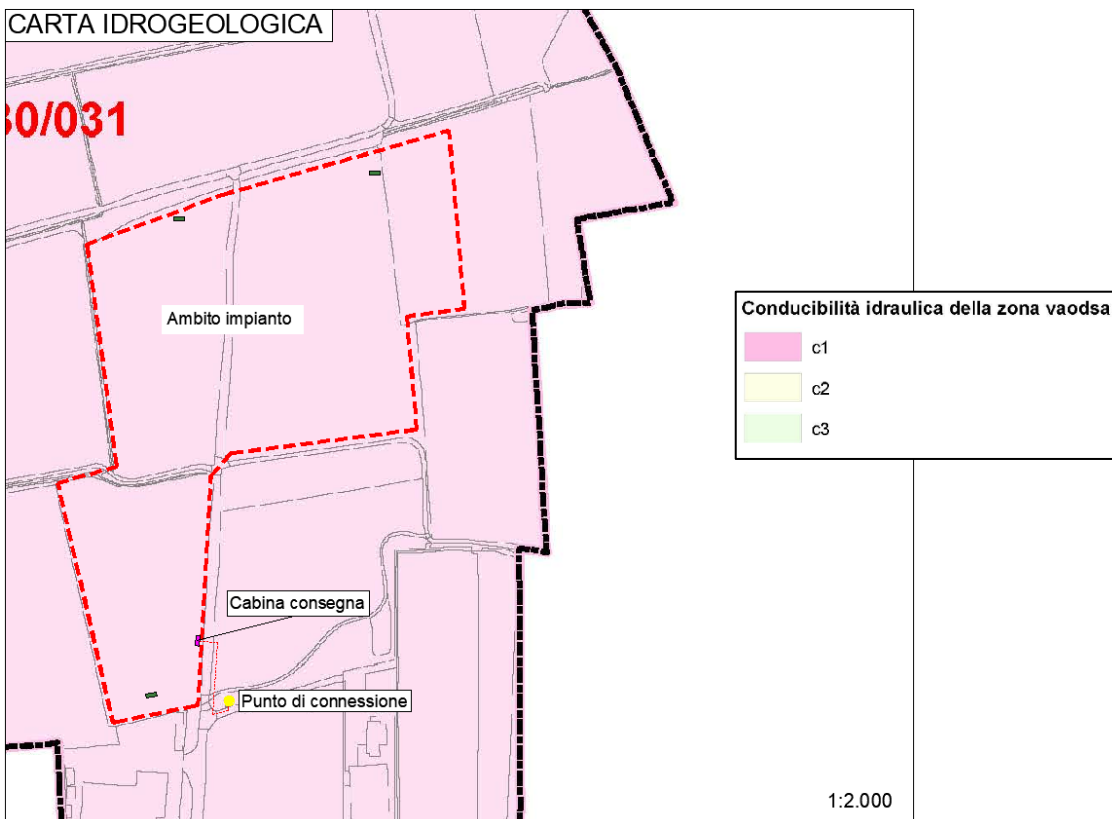 CARTA IDROGEOLOGICA
30/031
Ambito impianto
Conducibilità idraulica della zona vaodsa
c1
c2
c3
Cabina consegna
Punto di connessione
1:2.000